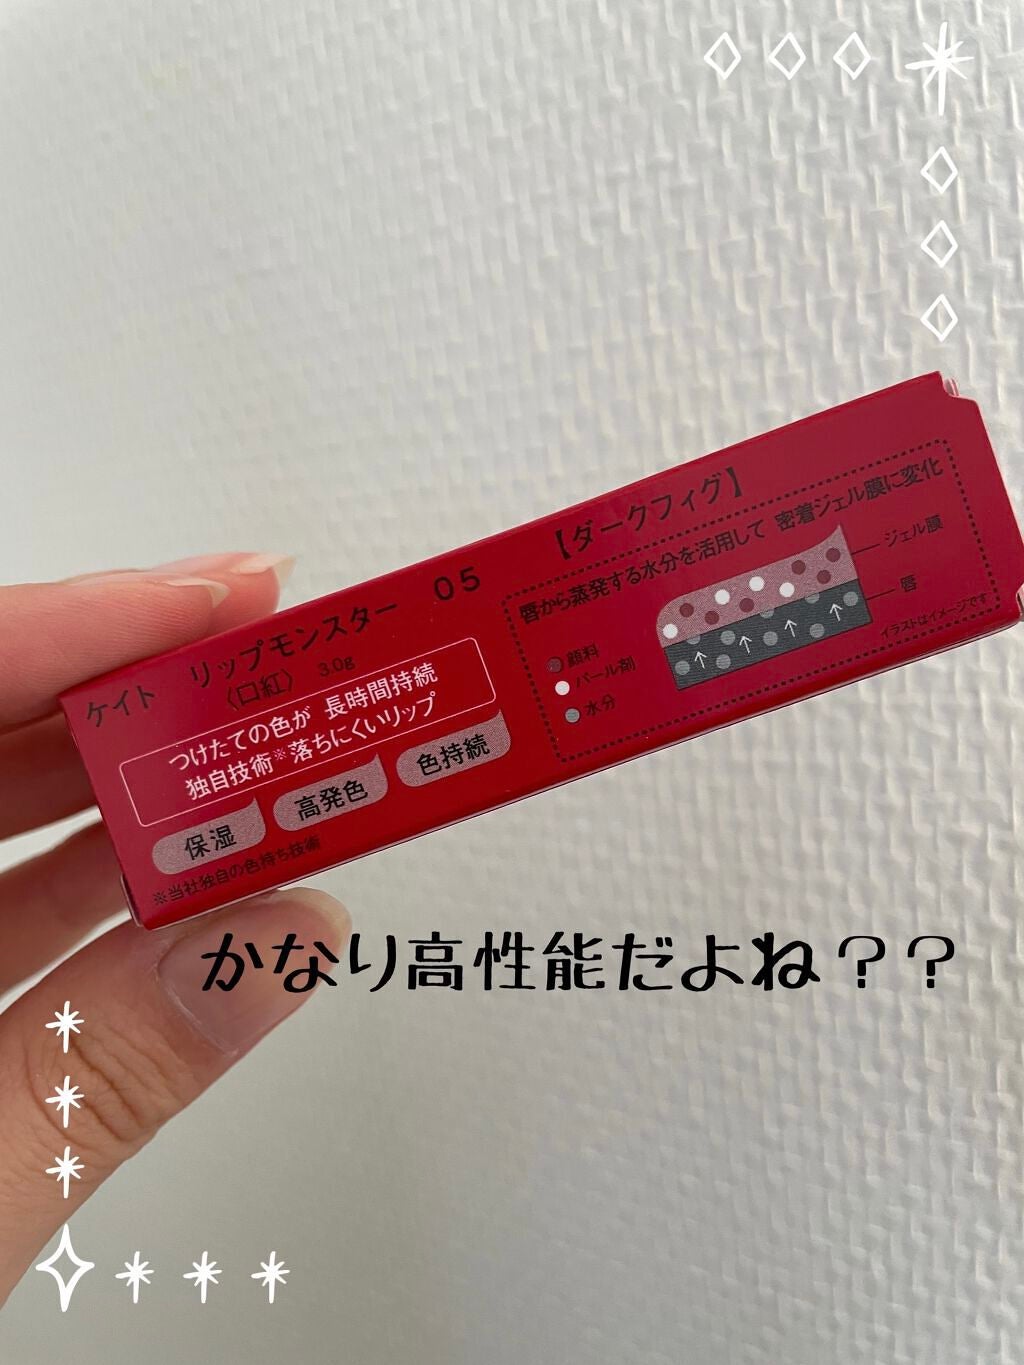 ケイト リップモンスター 05 【ダークフィグ】
〈口紅〉 3.0g
つけたての色が 長時間持続
独自技術※落ちにくいリップ
保湿 高発色 色持続
※当社独自の色持ち技術
唇から蒸発する水分を活用して 密着ジェル膜に変化
ジェル膜
唇
顔料
パール剤
水分
イラストはイメージです
かなり高性能だよね??